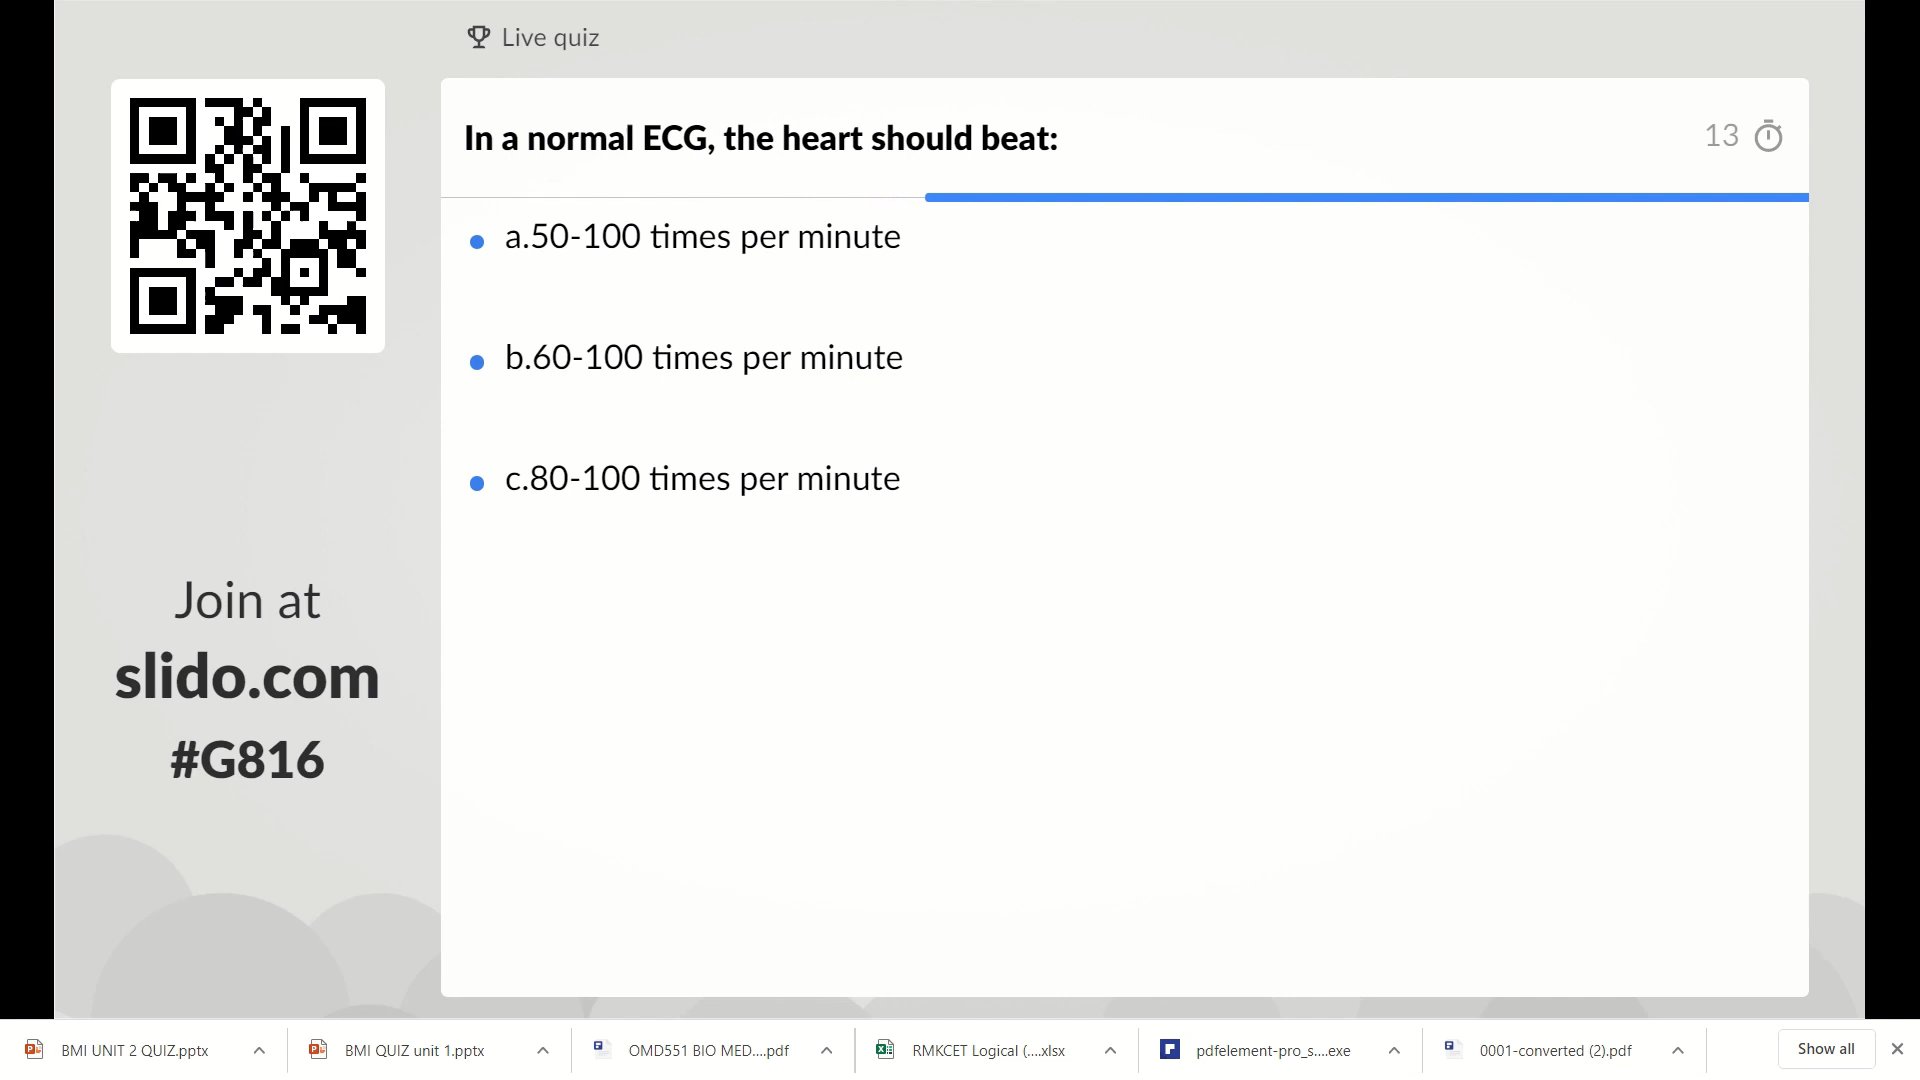 Live quiz
In a normal ECG, the heart should beat:
13
a.50-100 times per minute
b.60-100 times per minute
c.80-100 times per minute
Join at
slido.com
#G816
BMI UNIT 2 QUIZ.pptx
BMI QUIZ unit 1.pptx
OMD551 BIO MED....pdf
RMKCET Logical (....xlsx
pdfelement-pro_s....exe
0001-converted (2).pdf
Show all